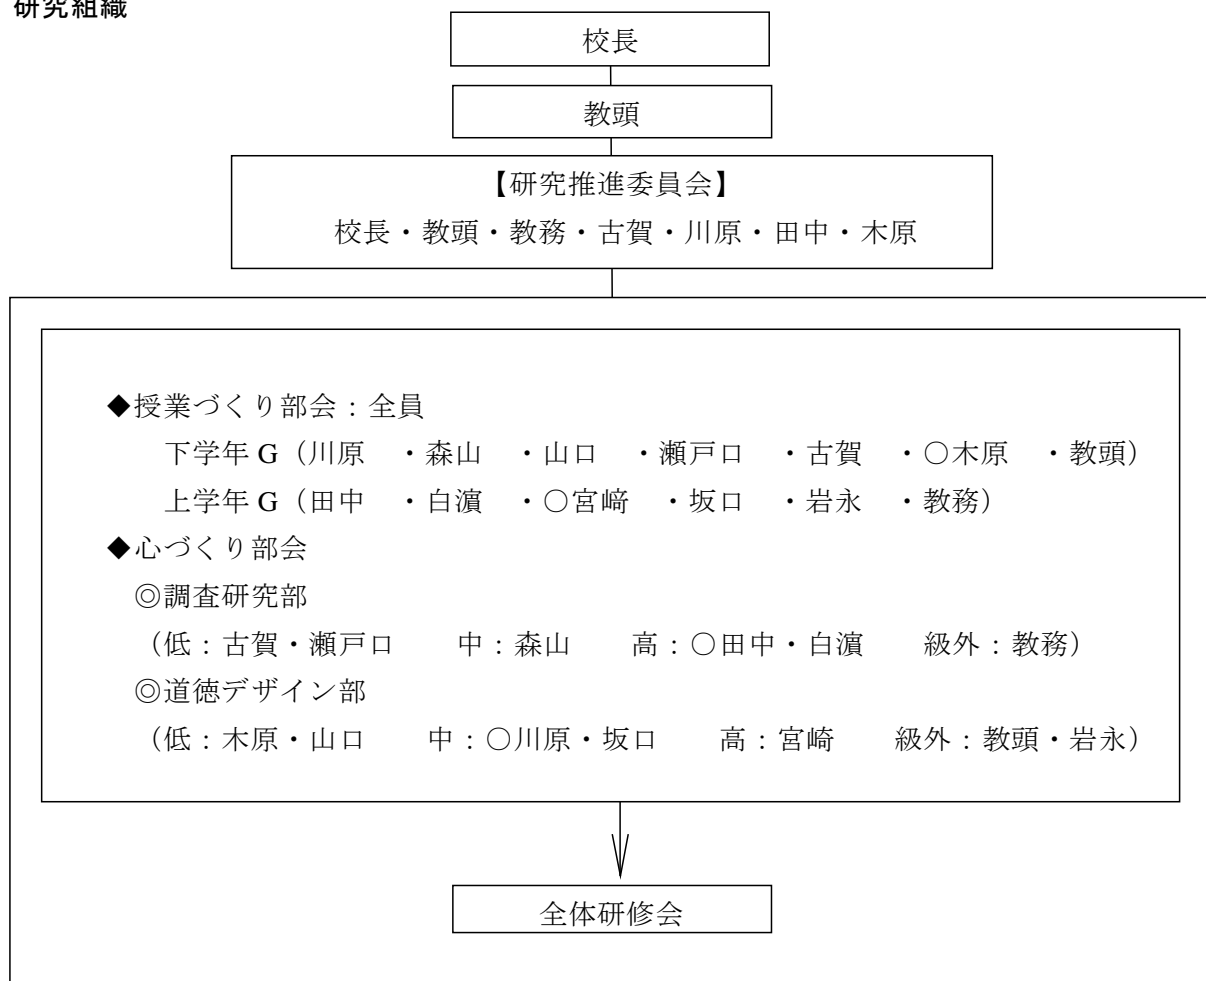 研究組織
校長
教頭
【研究推進委員会】
校長・教頭・教務・古賀・川原・田中・木原
◆授業づくり部会：全員
下学年 G（川原　・森山　・山口　・瀬戸口　・古賀　・○木原　・教頭）
上学年 G（田中　・白濵　・○宮﨑　・坂口　・岩永　・教務）
◆心づくり部会
◎調査研究部
（低：古賀・瀬戸口　　中：森山　　高：○田中・白濵　　級外：教務）
◎道徳デザイン部
（低：木原・山口　　中：○川原・坂口　　高：宮崎　　級外：教頭・岩永）
全体研修会